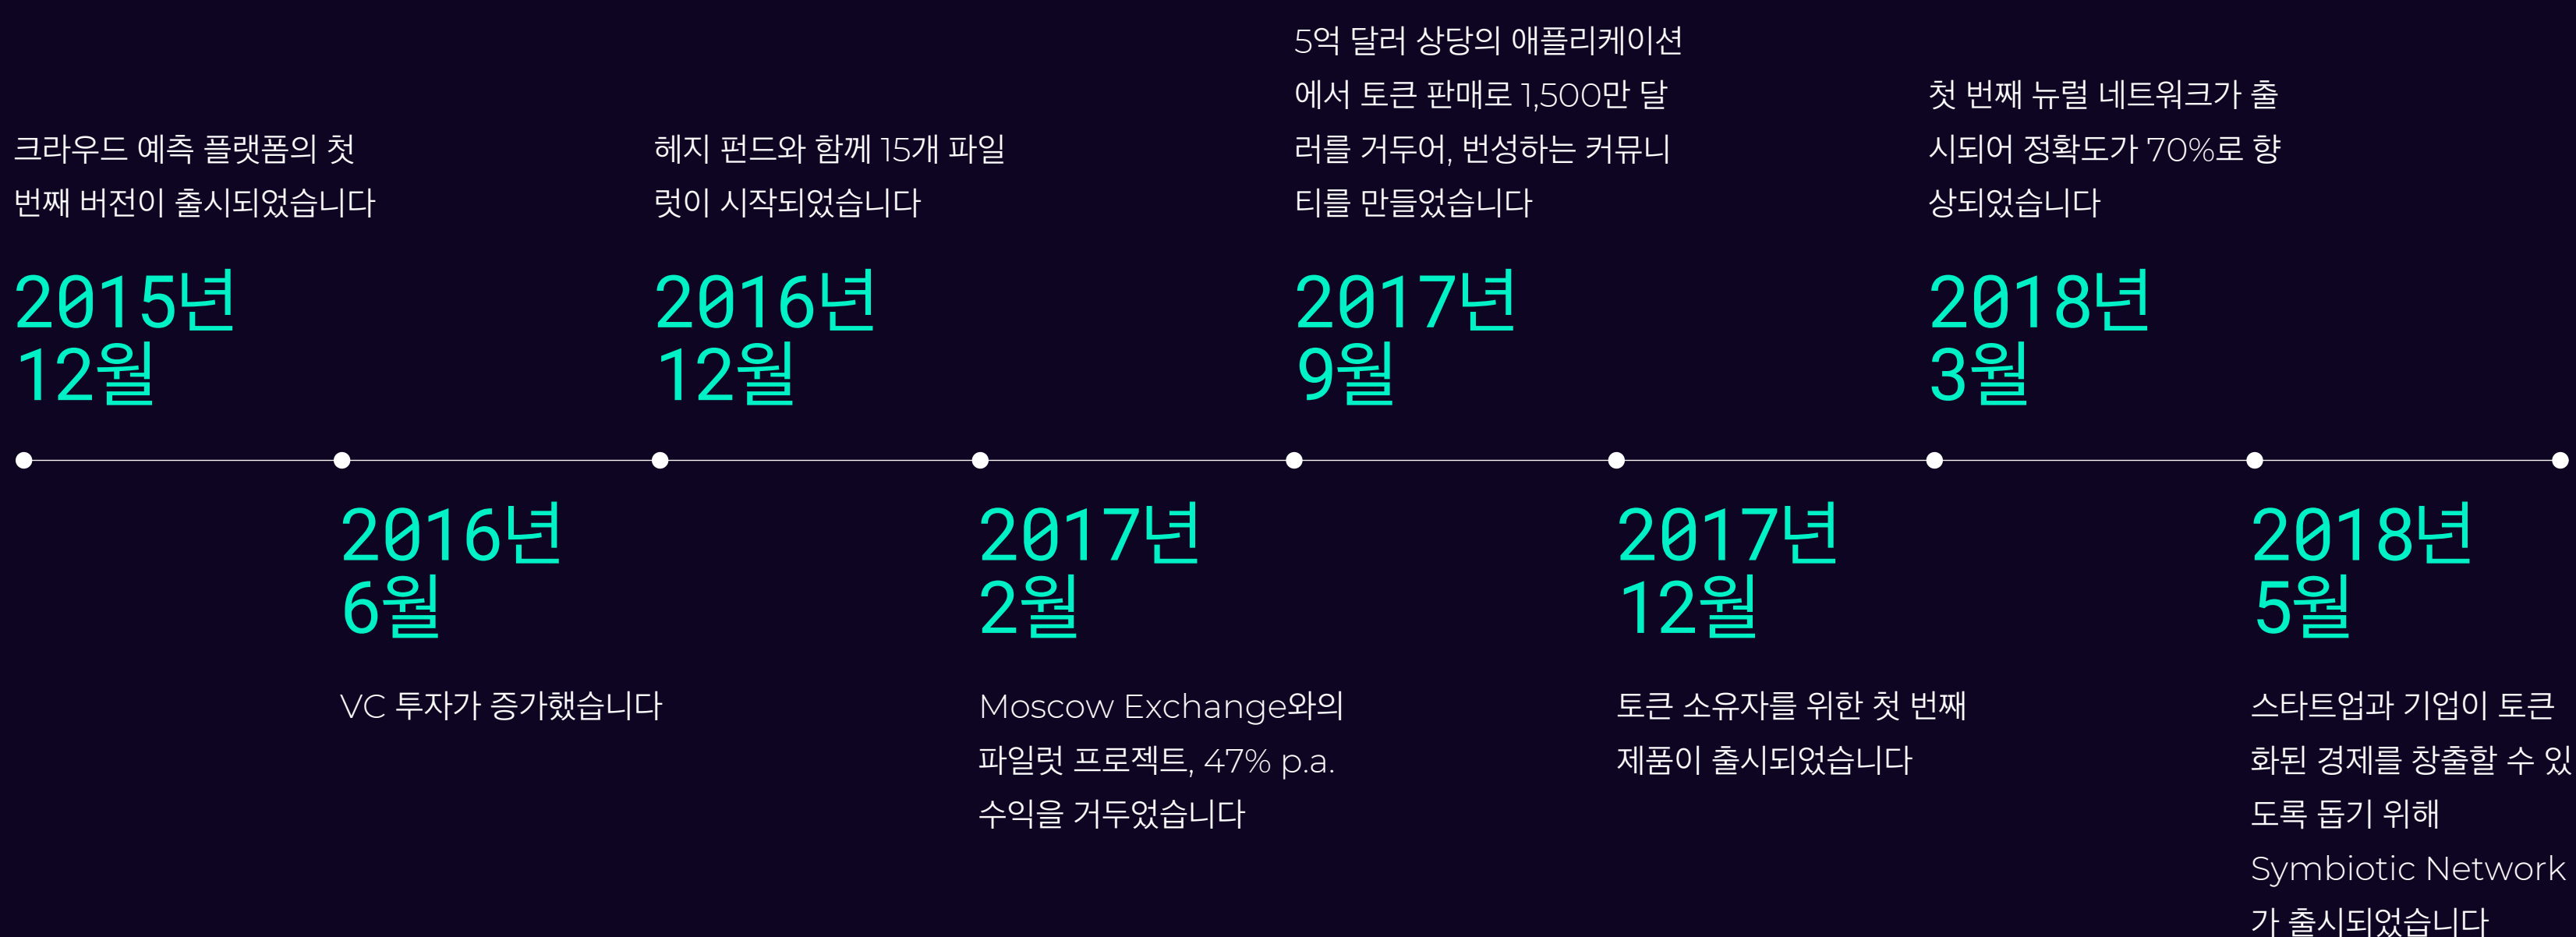 크라우드 예측 플랫폼의 첫
번째 버전이 출시되었습니다
2015년
12월
2016년
6월
VC 투자가 증가했습니다
헤지 펀드와 함께 15개 파일
럿이 시작되었습니다
2016년
12월
2017년
2월
Moscow Exchange와의
파일럿 프로젝트, 47% p.a.
수익을 거두었습니다
5억 달러 상당의 애플리케이션
에서 토큰 판매로 1,500만 달
러를 거두어, 번성하는 커뮤니
티를 만들었습니다
2017년
9월
2017년
12월
토큰 소유자를 위한 첫 번째
제품이 출시되었습니다
첫 번째 뉴럴 네트워크가 출
시되어 정확도가 70%로 향
상되었습니다
2018년
3월
2018년
5월
스타트업과 기업이 토큰
화된 경제를 창출할 수 있
도록 돕기 위해
Symbiotic Network
가 출시되었습니다